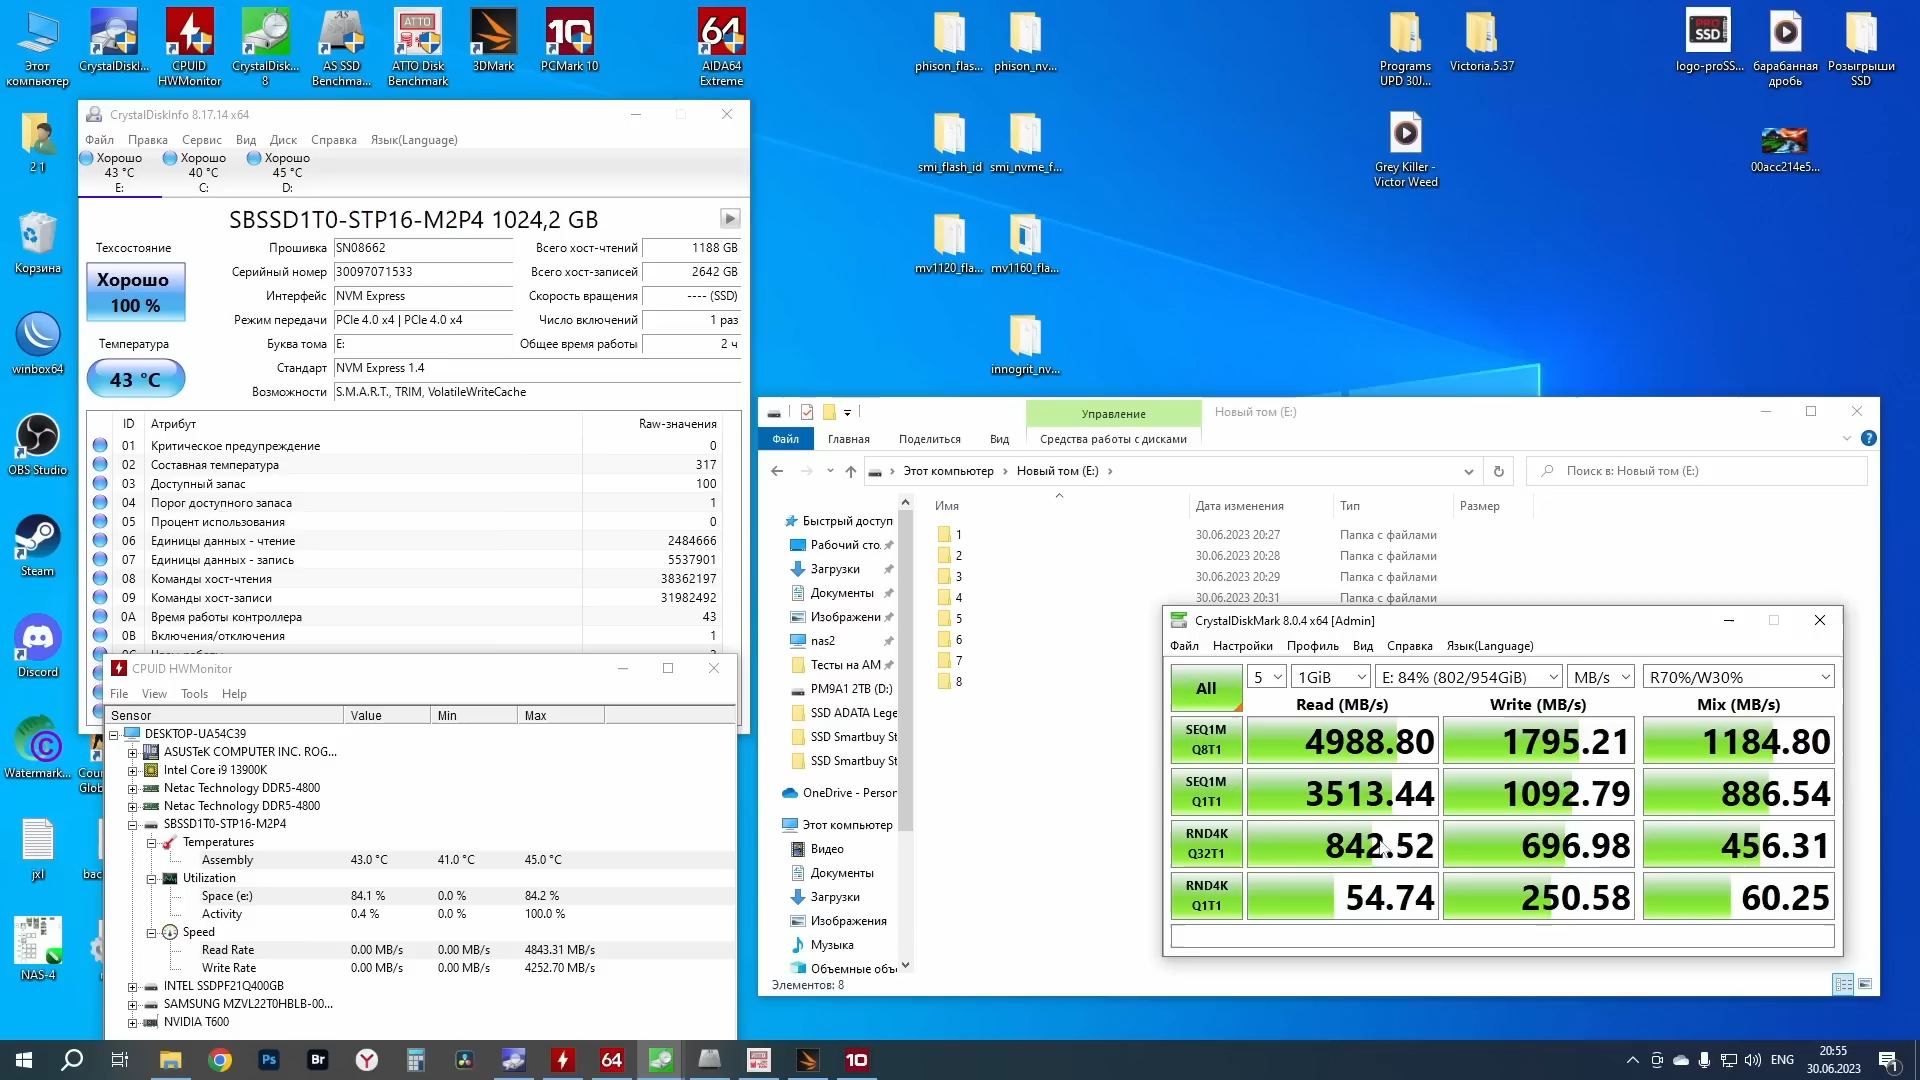 Этот компьютер
CrystalDiskI...
CPUID HWMonitor
CrystalDisk... 8
AS SSD Benchma...
ATTO Disk Benchmark
3DMark
PCMark 10
AIDA64 Extreme
phison_flas...
phison_nv...
Programs UPD 30J...
Victoria.5.37
logo-proSS...
барабанная дробь
Розыгрыши SSD
2 1
Корзина
winbox64
OBS Studio
Steam
Discord
Watermark...
jxl
NAS-4
smi_flash_id
smi_nvme_f...
Grey Killer - Victor Weed
00acc214e5...
mv1120_fla...
mv1160_fla...
innogrit_nv...
CrystalDiskInfo 8.17.14 x64
Файл Правка Сервис Вид Диск Справка Язык(Language)
Хорошо Хорошо Хорошо
43 °C 40 °C 45 °C
E: C: D:
SBSSD1T0-STP16-M2P4 1024,2 GB
Техсостояние
Хорошо
100 %
Температура
43 °C
Прошивка SN08662
Серийный номер 30097071533
Интерфейс NVM Express
Режим передачи PCIe 4.0 x4 | PCIe 4.0 x4
Буква тома E:
Стандарт NVM Express 1.4
Возможности S.M.A.R.T., TRIM, VolatileWriteCache
Всего хост-чтений 1188 GB
Всего хост-записей 2642 GB
Скорость вращения ---- (SSD)
Число включений 1 раз
Общее время работы 2 ч
ID Атрибут Raw-значения
01 Критическое предупреждение 0
02 Составная температура 317
03 Доступный запас 100
04 Порог доступного запаса 1
05 Процент использования 0
06 Единицы данных - чтение 2484666
07 Единицы данных - запись 5537901
08 Команды хост-чтения 38362197
09 Команды хост-записи 31982492
0A Время работы контроллера 43
0B Включения/отключения 1
CPUID HWMonitor
File View Tools Help
Sensor Value Min Max
DESKTOP-UA54C39
ASUSTeK COMPUTER INC. ROG...
Intel Core i9 13900K
Netac Technology DDR5-4800
Netac Technology DDR5-4800
SBSSD1T0-STP16-M2P4
Temperatures
Assembly 43.0 °C 41.0 °C 45.0 °C
Utilization
Space (e:) 84.1 % 0.0 % 84.2 %
Activity 0.4 % 0.0 % 100.0 %
Speed
Read Rate 0.00 MB/s 0.00 MB/s 4843.31 MB/s
Write Rate 0.00 MB/s 0.00 MB/s 4252.70 MB/s
INTEL SSDPF21Q400GB
SAMSUNG MZVL22T0HBLB-00...
NVIDIA T600
Управление Новый том (E:)
Файл Главная Поделиться Вид Средства работы с дисками
Этот компьютер › Новый том (E:) ›
Поиск в: Новый том (E:)
Имя Дата изменения Тип Размер
1 30.06.2023 20:27 Папка с файлами
2 30.06.2023 20:28 Папка с файлами
3 30.06.2023 20:29 Папка с файлами
4 30.06.2023 20:31 Папка с файлами
5
6
7
8
Быстрый доступ
Рабочий сто.
Загрузки
Документы
Изображени
nas2
Тесты на AM
PM9A1 2TB (D:)
SSD ADATA Lege
SSD Smartbuy St
SSD Smartbuy St
OneDrive - Person
Этот компьютер
Видео
Документы
Загрузки
Изображения
Музыка
Объемные объ
Элементов: 8
CrystalDiskMark 8.0.4 x64 [Admin]
Файл Настройки Профиль Вид Справка Язык(Language)
All 5 1GiB E: 84% (802/954GiB) MB/s R70%/W30%
Read (MB/s) Write (MB/s) Mix (MB/s)
SEQ1M Q8T1 4988.80 1795.21 1184.80
SEQ1M Q1T1 3513.44 1092.79 886.54
RND4K Q32T1 842.52 696.98 456.31
RND4K Q1T1 54.74 250.58 60.25
ENG
20:55
30.06.2023